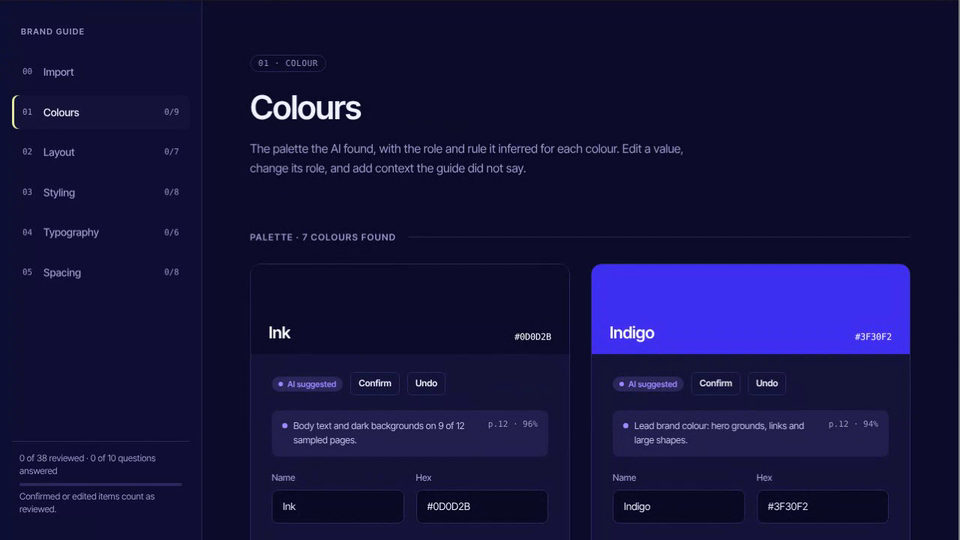 BRAND GUIDE
00 Import
01 Colours 0/9
02 Layout 0/7
03 Styling 0/8
04 Typography 0/6
05 Spacing 0/8
0 of 38 reviewed · 0 of 10 questions
answered
Confirmed or edited items count as
reviewed.
01 · COLOUR
Colours
The palette the AI found, with the role and rule it inferred for each colour. Edit a value,
change its role, and add context the guide did not say.
PALETTE · 7 COLOURS FOUND
Ink #0D0D2B
AI suggested Confirm Undo
Body text and dark backgrounds on 9 of 12 p.12 · 96%
sampled pages.
Name Hex
Ink #0D0D2B
Indigo #3F30F2
AI suggested Confirm Undo
Lead brand colour: hero grounds, links and p.12 · 94%
large shapes.
Name Hex
Indigo #3F30F2